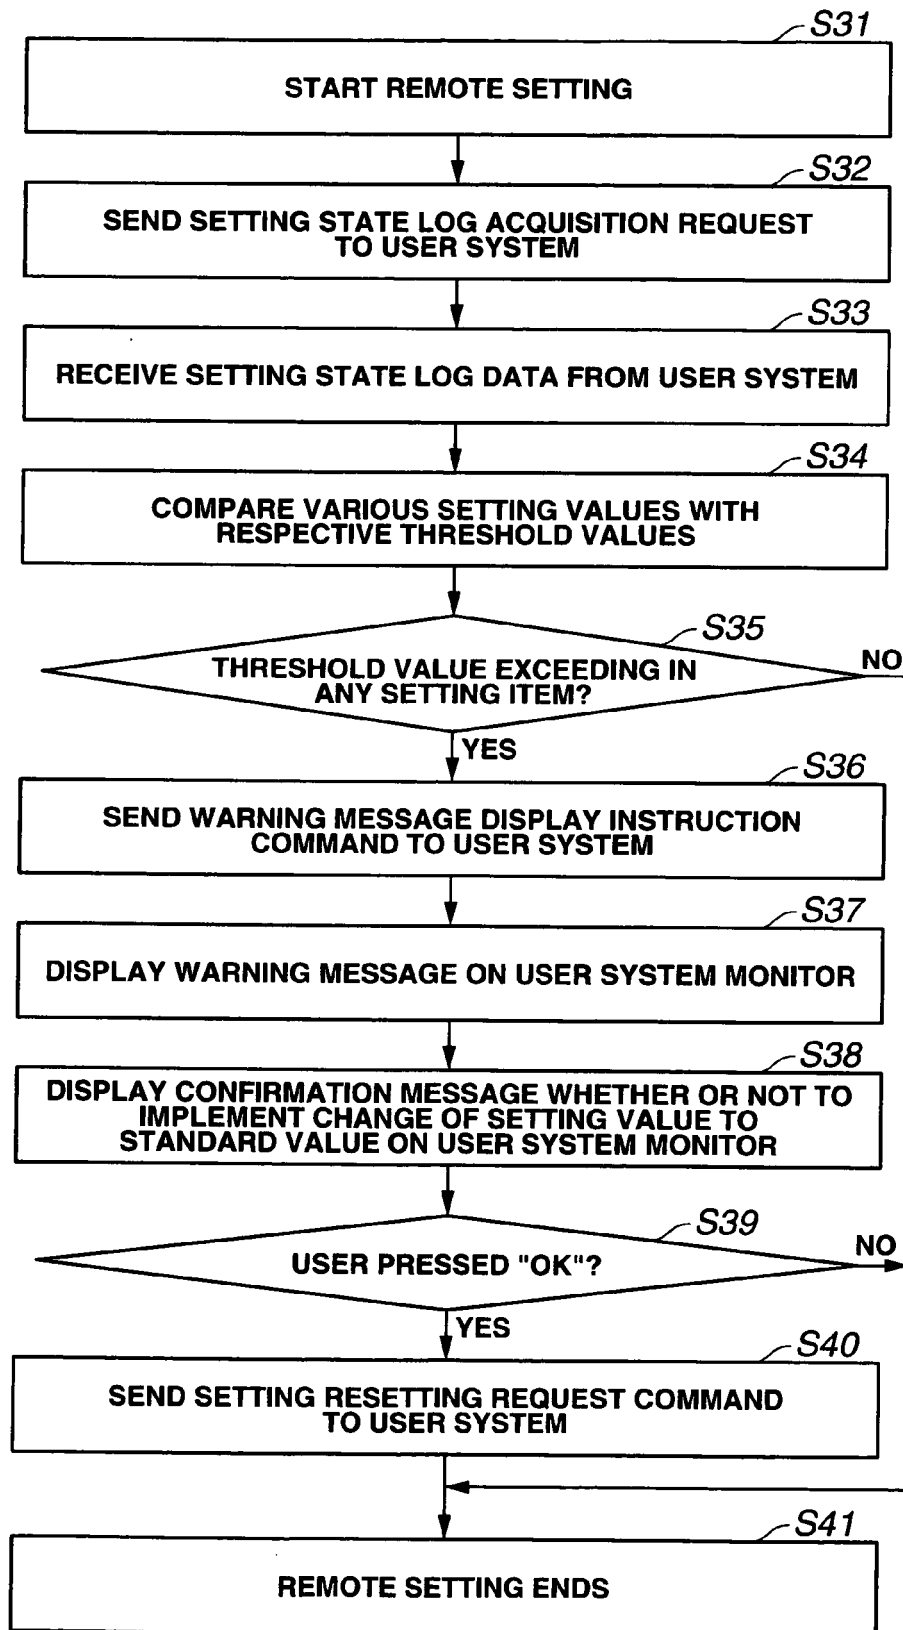 S31
START REMOTE SETTING
S32
SEND SETTING STATE LOG ACQUISITION REQUEST
TO USER SYSTEM
S33
RECEIVE SETTING STATE LOG DATA FROM USER SYSTEM
S34
COMPARE VARIOUS SETTING VALUES WITH
RESPECTIVE THRESHOLD VALUES
S35
THRESHOLD VALUE EXCEEDING IN
ANY SETTING ITEM?
NO
YES
S36
SEND WARNING MESSAGE DISPLAY INSTRUCTION
COMMAND TO USER SYSTEM
S37
DISPLAY WARNING MESSAGE ON USER SYSTEM MONITOR
S38
DISPLAY CONFIRMATION MESSAGE WHETHER OR NOT TO
IMPLEMENT CHANGE OF SETTING VALUE TO
STANDARD VALUE ON USER SYSTEM MONITOR
S39
USER PRESSED "OK"?
NO
YES
S40
SEND SETTING RESETTING REQUEST COMMAND
TO USER SYSTEM
S41
REMOTE SETTING ENDS